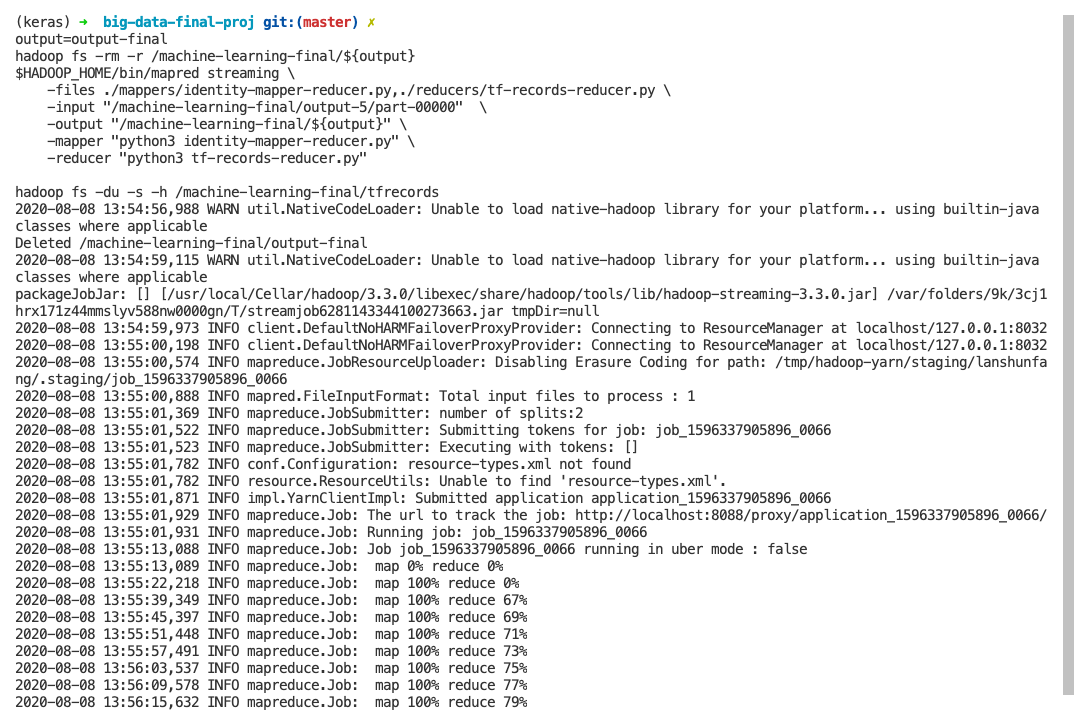 (keras) → big-data-final-proj git:(master) ✗
output=output-final
hadoop fs -rm -r /machine-learning-final/${output}
$HADOOP_HOME/bin/mapred streaming \
    -files ./mappers/identity-mapper-reducer.py,./reducers/tf-records-reducer.py \
    -input "/machine-learning-final/output-5/part-00000"  \
    -output "/machine-learning-final/${output}" \
    -mapper "python3 identity-mapper-reducer.py" \
    -reducer "python3 tf-records-reducer.py"

hadoop fs -du -s -h /machine-learning-final/tfrecords
2020-08-08 13:54:56,988 WARN util.NativeCodeLoader: Unable to load native-hadoop library for your platform... using builtin-java
classes where applicable
Deleted /machine-learning-final/output-final
2020-08-08 13:54:59,115 WARN util.NativeCodeLoader: Unable to load native-hadoop library for your platform... using builtin-java
classes where applicable
packageJobJar: [] [/usr/local/Cellar/hadoop/3.3.0/libexec/share/hadoop/tools/lib/hadoop-streaming-3.3.0.jar] /var/folders/9k/3cj1
hrx171z44mmslyv588nw0000gn/T/streamjob6281143344100273663.jar tmpDir=null
2020-08-08 13:54:59,973 INFO client.DefaultNoHARMFailoverProxyProvider: Connecting to ResourceManager at localhost/127.0.0.1:8032
2020-08-08 13:55:00,198 INFO client.DefaultNoHARMFailoverProxyProvider: Connecting to ResourceManager at localhost/127.0.0.1:8032
2020-08-08 13:55:00,574 INFO mapreduce.JobResourceUploader: Disabling Erasure Coding for path: /tmp/hadoop-yarn/staging/lanshunfa
ng/.staging/job_1596337905896_0066
2020-08-08 13:55:00,888 INFO mapred.FileInputFormat: Total input files to process : 1
2020-08-08 13:55:01,369 INFO mapreduce.JobSubmitter: number of splits:2
2020-08-08 13:55:01,522 INFO mapreduce.JobSubmitter: Submitting tokens for job: job_1596337905896_0066
2020-08-08 13:55:01,523 INFO mapreduce.JobSubmitter: Executing with tokens: []
2020-08-08 13:55:01,782 INFO conf.Configuration: resource-types.xml not found
2020-08-08 13:55:01,782 INFO resource.ResourceUtils: Unable to find 'resource-types.xml'.
2020-08-08 13:55:01,871 INFO impl.YarnClientImpl: Submitted application application_1596337905896_0066
2020-08-08 13:55:01,929 INFO mapreduce.Job: The url to track the job: http://localhost:8088/proxy/application_1596337905896_0066/
2020-08-08 13:55:01,931 INFO mapreduce.Job: Running job: job_1596337905896_0066
2020-08-08 13:55:13,088 INFO mapreduce.Job: Job job_1596337905896_0066 running in uber mode : false
2020-08-08 13:55:13,089 INFO mapreduce.Job:  map 0% reduce 0%
2020-08-08 13:55:22,218 INFO mapreduce.Job:  map 100% reduce 0%
2020-08-08 13:55:39,349 INFO mapreduce.Job:  map 100% reduce 67%
2020-08-08 13:55:45,397 INFO mapreduce.Job:  map 100% reduce 69%
2020-08-08 13:55:51,448 INFO mapreduce.Job:  map 100% reduce 71%
2020-08-08 13:55:57,491 INFO mapreduce.Job:  map 100% reduce 73%
2020-08-08 13:56:03,537 INFO mapreduce.Job:  map 100% reduce 75%
2020-08-08 13:56:09,578 INFO mapreduce.Job:  map 100% reduce 77%
2020-08-08 13:56:15,632 INFO mapreduce.Job:  map 100% reduce 79%